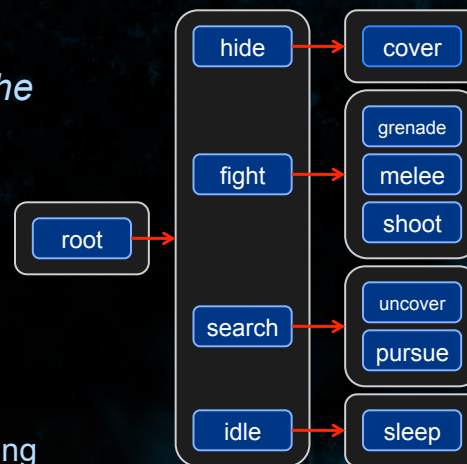 he
root
hide
fight
search
idle
cover
grenade
melee
shoot
uncover
pursue
sleep
ng